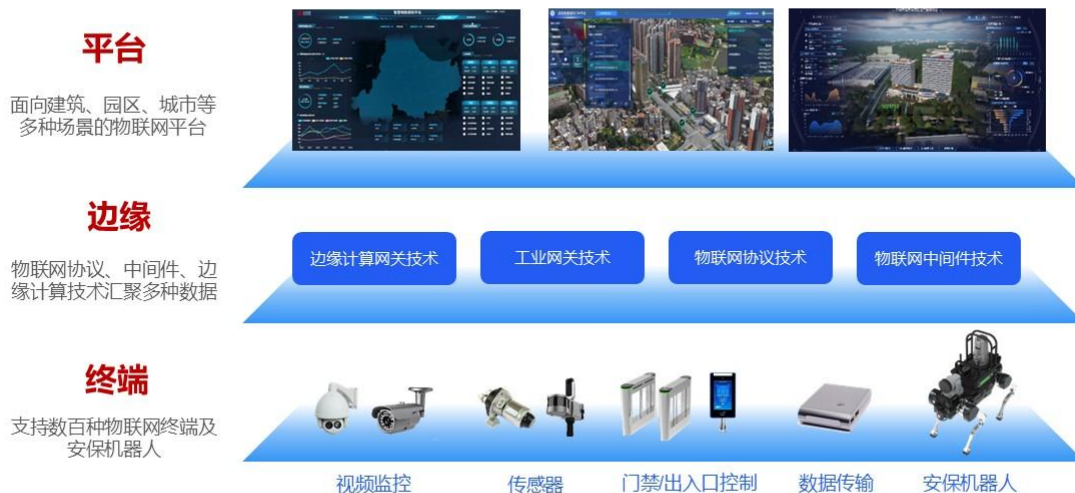 平台
面向建筑、园区、城市等
多种场景的物联网平台
边缘
物联网协议、中间件、边
缘计算技术汇聚多种数据
边缘计算网关技术
工业网关技术
物联网协议技术
物联网中间件技术
终端
支持数百种物联网终端及
安保机器人
视频监控
传感器
门禁/出入口控制
数据传输
安保机器人